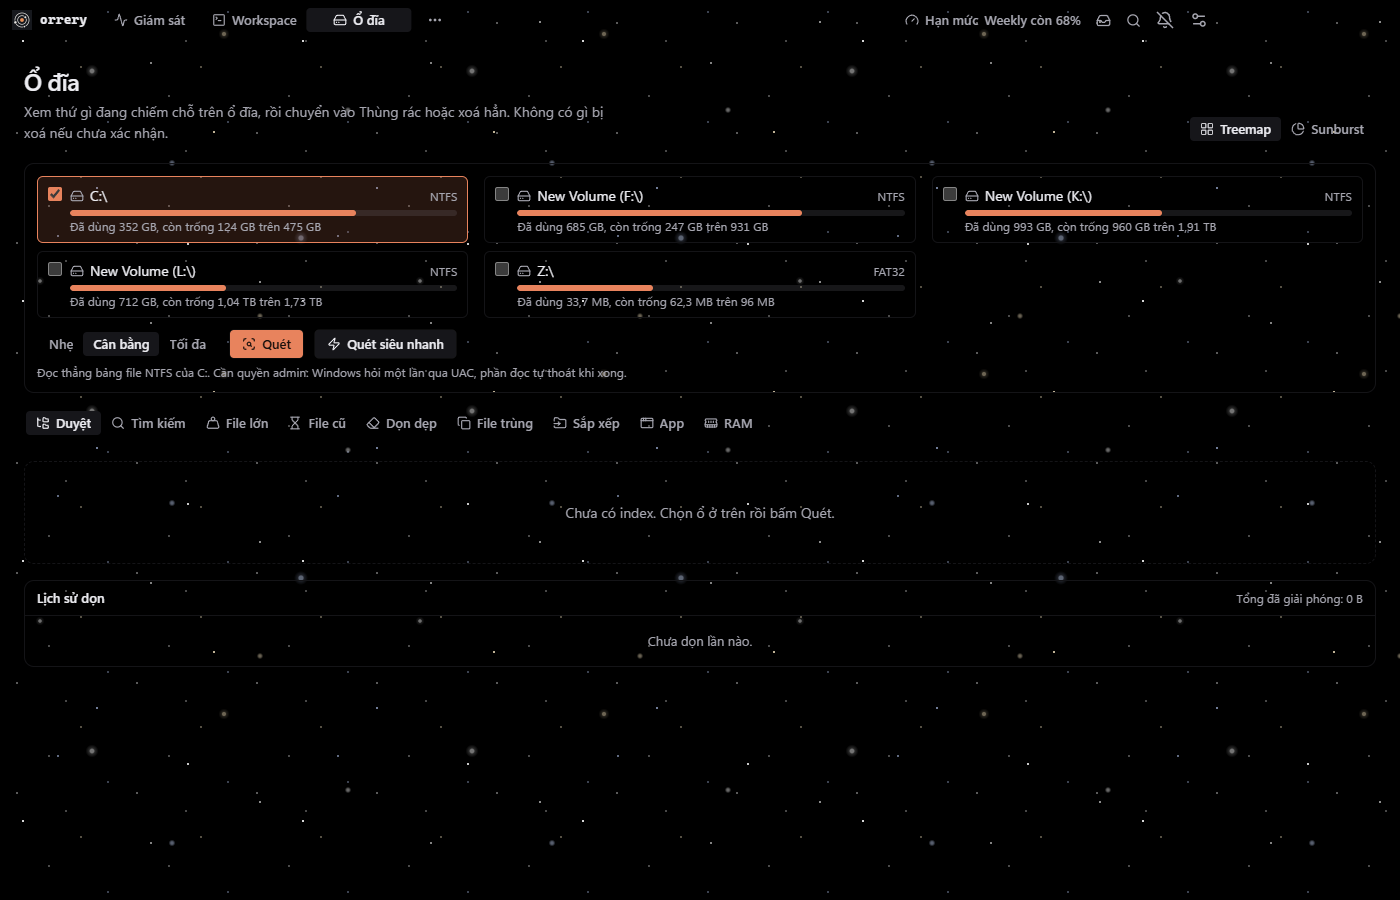 orrery
Giám sát
Workspace
Ổ đĩa
Hạn mức Weekly còn 68%
Ổ đĩa
Xem thứ gì đang chiếm chỗ trên ổ đĩa, rồi chuyển vào Thùng rác hoặc xoá hẳn. Không có gì bị
xoá nếu chưa xác nhận.
Treemap
Sunburst
C:\ NTFS
Đã dùng 352 GB, còn trống 124 GB trên 475 GB
New Volume (F:\) NTFS
Đã dùng 685 GB, còn trống 247 GB trên 931 GB
New Volume (K:\) NTFS
Đã dùng 993 GB, còn trống 960 GB trên 1,91 TB
New Volume (L:\) NTFS
Đã dùng 712 GB, còn trống 1,04 TB trên 1,73 TB
Z:\ FAT32
Đã dùng 33,7 MB, còn trống 62,3 MB trên 96 MB
Nhẹ
Cân bằng
Tối đa
Quét
Quét siêu nhanh
Đọc thẳng bảng file NTFS của C:. Cần quyền admin: Windows hỏi một lần qua UAC, phần đọc tự thoát khi xong.
Duyệt
Tìm kiếm
File lớn
File cũ
Dọn dẹp
File trùng
Sắp xếp
App
RAM
Chưa có index. Chọn ổ ở trên rồi bấm Quét.
Lịch sử dọn
Tổng đã giải phóng: 0 B
Chưa dọn lần nào.